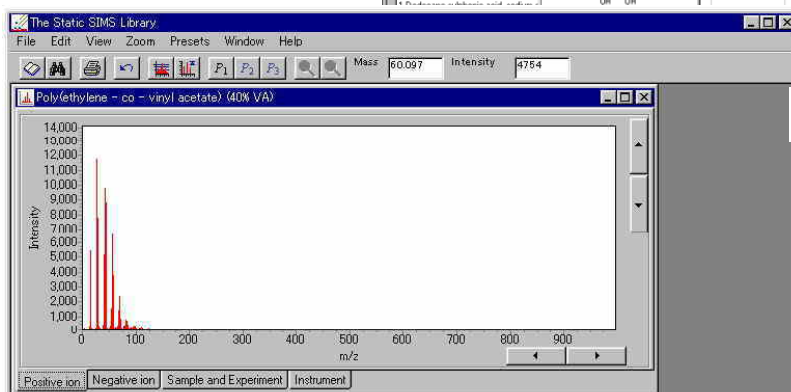 The Static SIMS Library
File Edit View Zoom Presets Window Help
P1 P2 P3 Mass 60.097 Intensity 4754
Poly(ethylene - co - vinyl acetate) (40% VA)
14,000
13,000
12,000
11,000
10,000
9,000
8,000
7,000
6,000
5,000
4,000
3,000
2,000
1,000
0
Intensity
0 100 200 300 400 500 600 700 800 900
m/z
Positive ion Negative ion Sample and Experiment Instrument